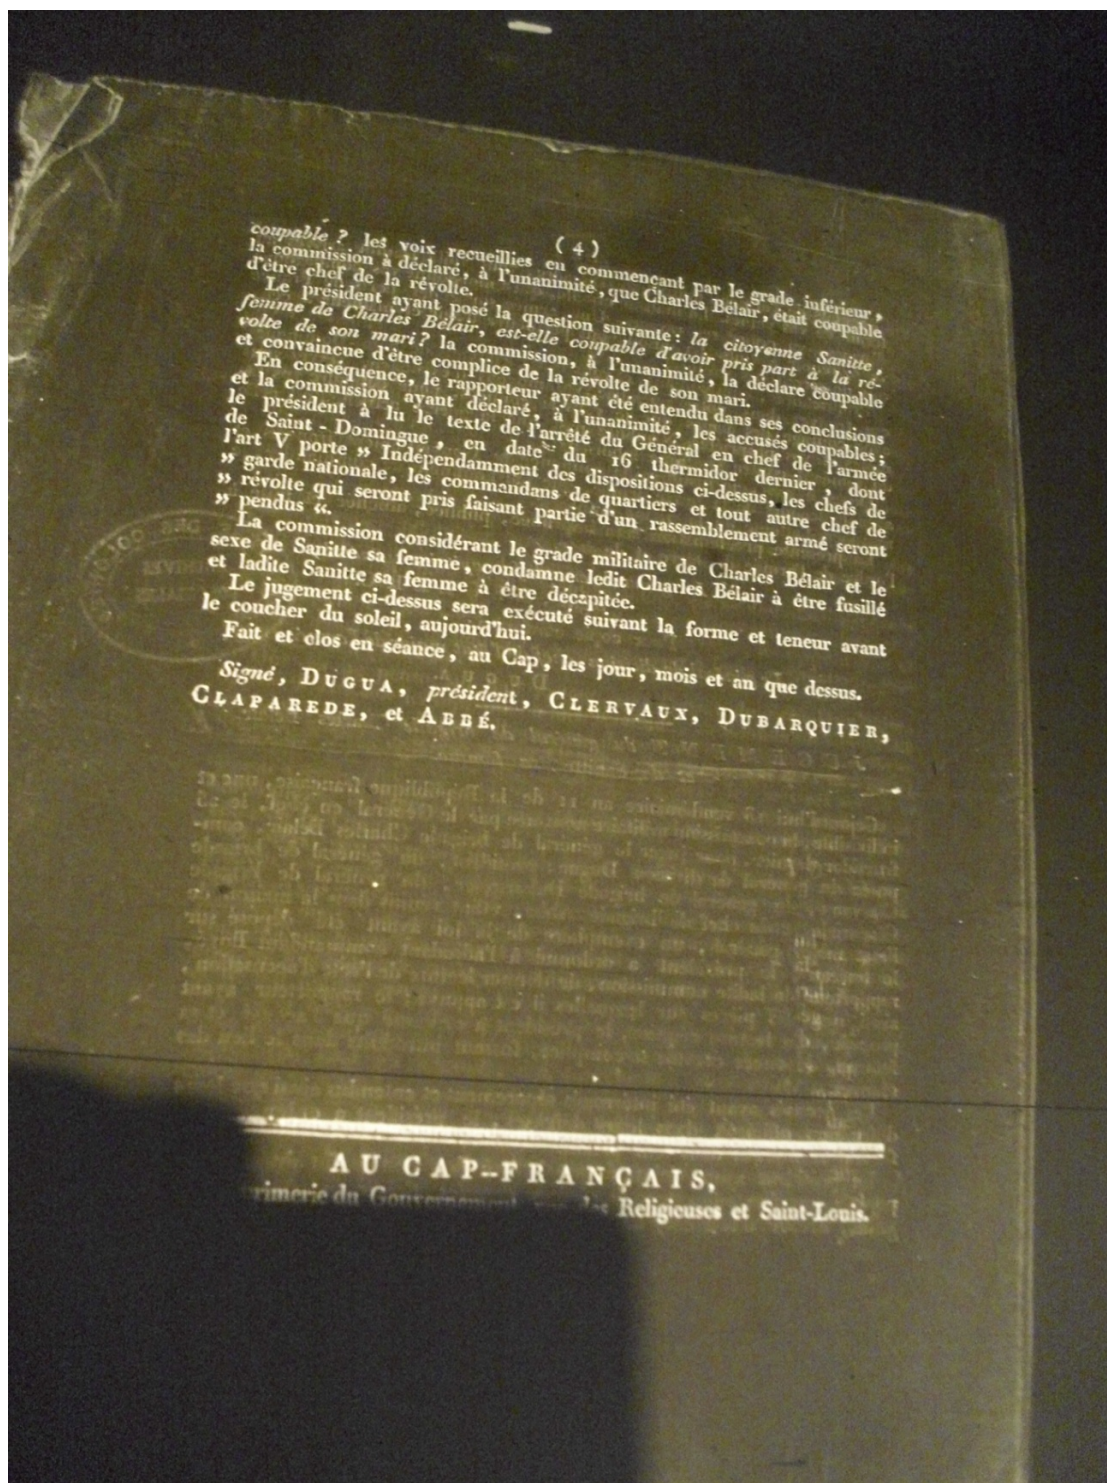 ( 4 )
coupable ? les voix recueillies en commençant par le grade inférieur,
la commission à déclaré, à l'unanimité, que Charles Bélair, était coupable
d'être chef de la révolte.
Le président ayant posé la question suivante : la citoyenne Sanitte,
femme de Charles Bélair, est-elle coupable d'avoir pris part à la ré-
volte de son mari ? la commission, à l'unanimité, la déclare coupable
et convaincue d'être complice de la révolte de son mari.
En conséquence, le rapporteur ayant été entendu dans ses conclusions
et la commission ayant déclaré, à l'unanimité, les accusés coupables ;
le président à lu le texte de l'arrêté du Général en chef de l'armée
de Saint - Domingue, en date du 16 thermidor dernier, dont
l'art V porte » Indépendamment des dispositions ci-dessus, les chefs de
» garde nationale, les commandans de quartiers et tout autre chef de
» révolte qui seront pris faisant partie d'un rassemblement armé seront
» pendus «.
La commission considérant le grade militaire de Charles Bélair et le
sexe de Sanitte sa femme, condamne ledit Charles Bélair à être fusillé
et ladite Sanitte sa femme à être décapitée.
Le jugement ci-dessus sera exécuté suivant la forme et teneur avant
le coucher du soleil, aujourd'hui.
Fait et clos en séance, au Cap, les jour, mois et an que dessus.
Signé, DUGUA, président, CLERVAUX, DUBARQUIER,
CLAPAREDE, et ABBÉ.
AU CAP-FRANÇAIS,
rimerie du Gouvernement des Religieuses et Saint-Louis.